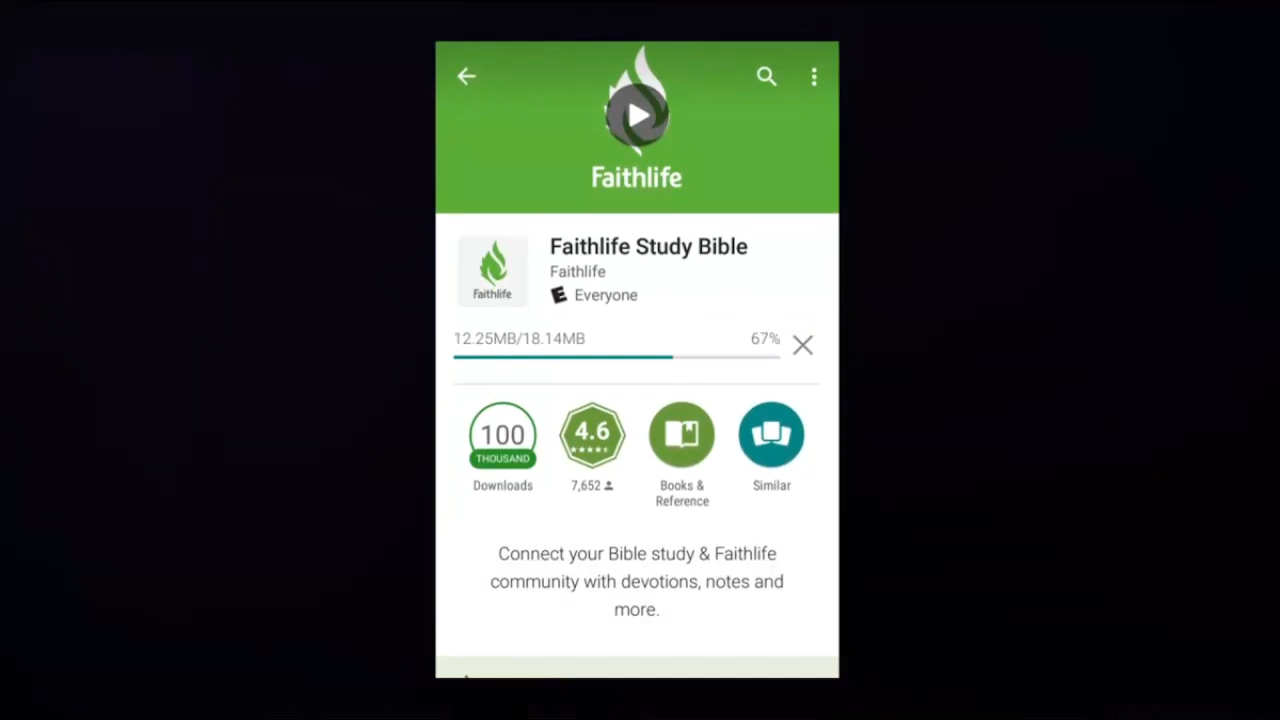 Faithlife
Faithlife Study Bible
Faithlife
Faithlife
E Everyone
12.25MB/18.14MB 67%
100
THOUSAND
4.6
Downloads
7,652
Books &
Reference
Similar
Connect your Bible study & Faithlife
community with devotions, notes and
more.